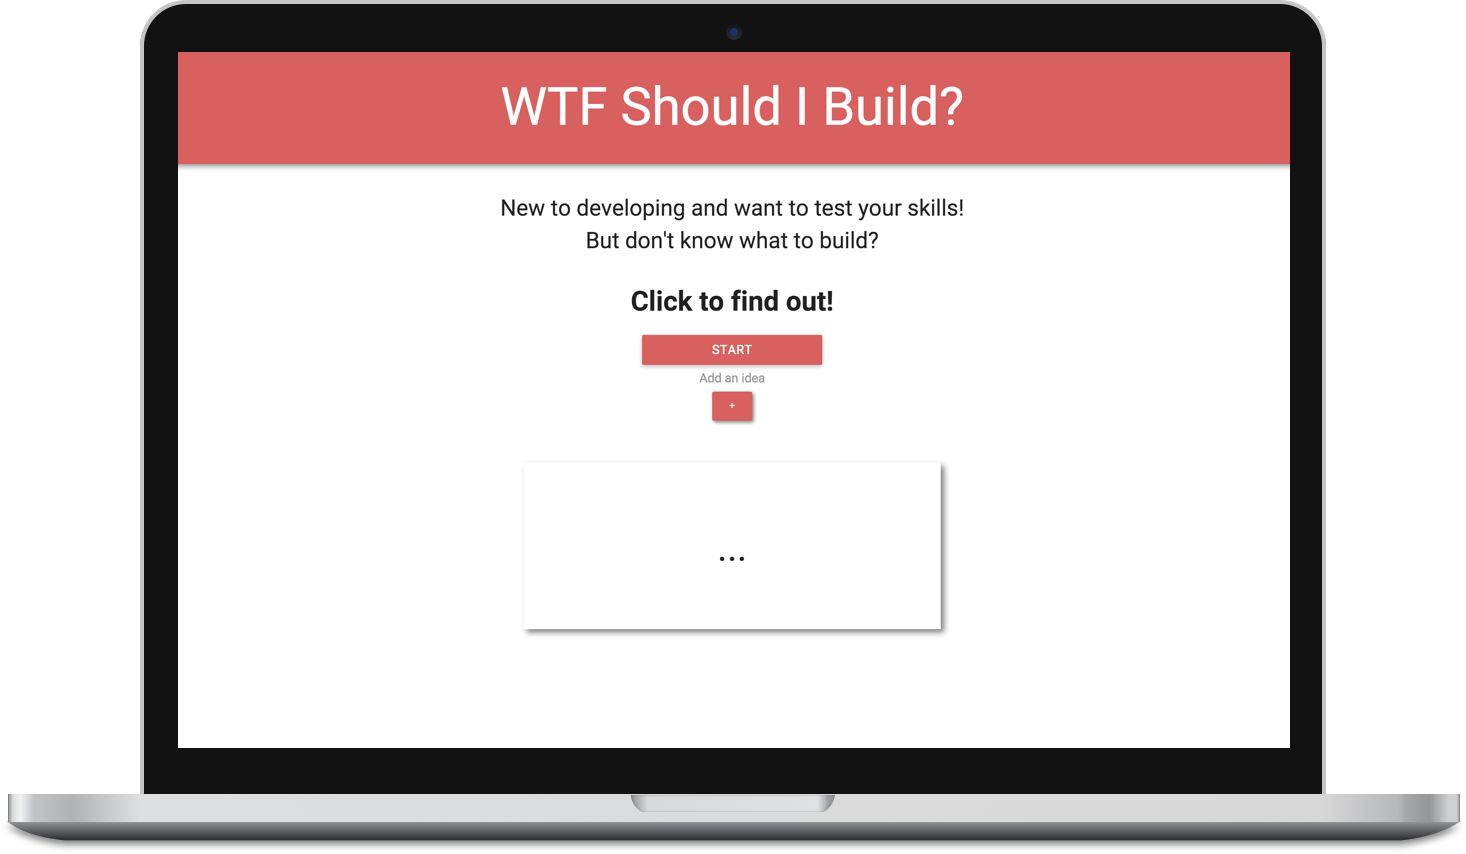 WTF Should I Build?
New to developing and want to test your skills!
But don't know what to build?
Click to find out!
START
Add an idea
+
...